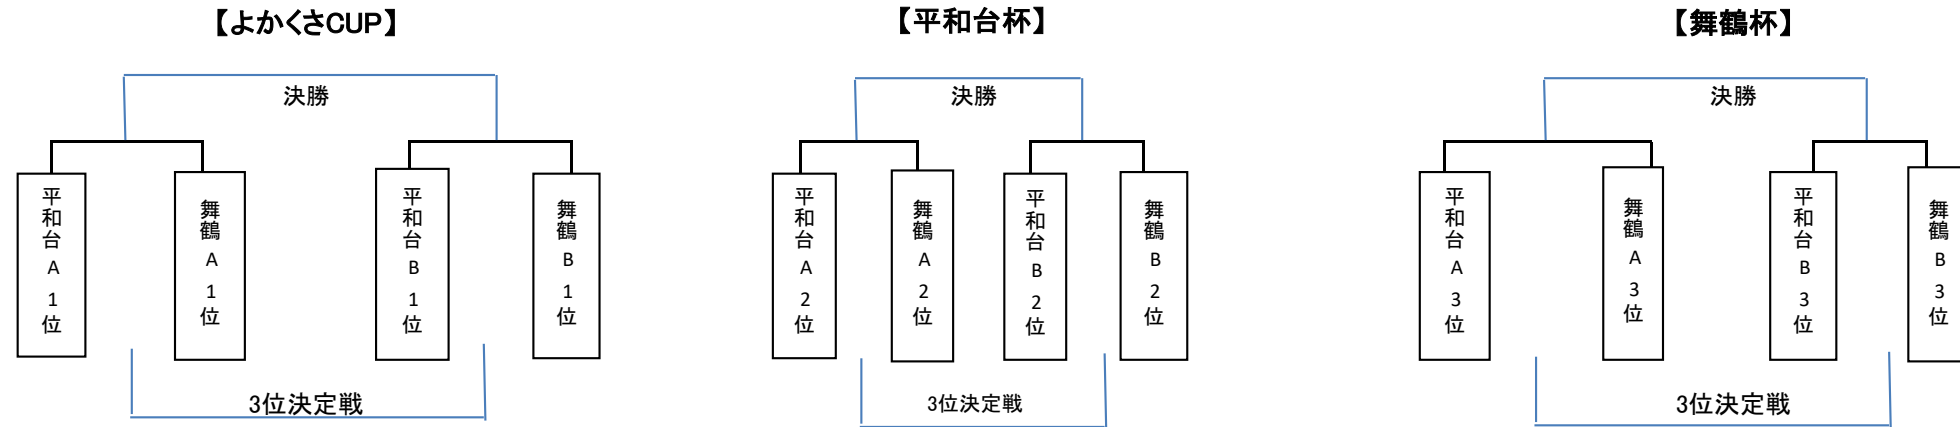 【よかくさCUP】
決勝
平和台A1位
舞鶴A1位
平和台B1位
舞鶴B1位
3位決定戦
【平和台杯】
決勝
平和台A2位
舞鶴A2位
平和台B2位
舞鶴B2位
3位決定戦
【舞鶴杯】
決勝
平和台A3位
舞鶴A3位
平和台B3位
舞鶴B3位
3位決定戦